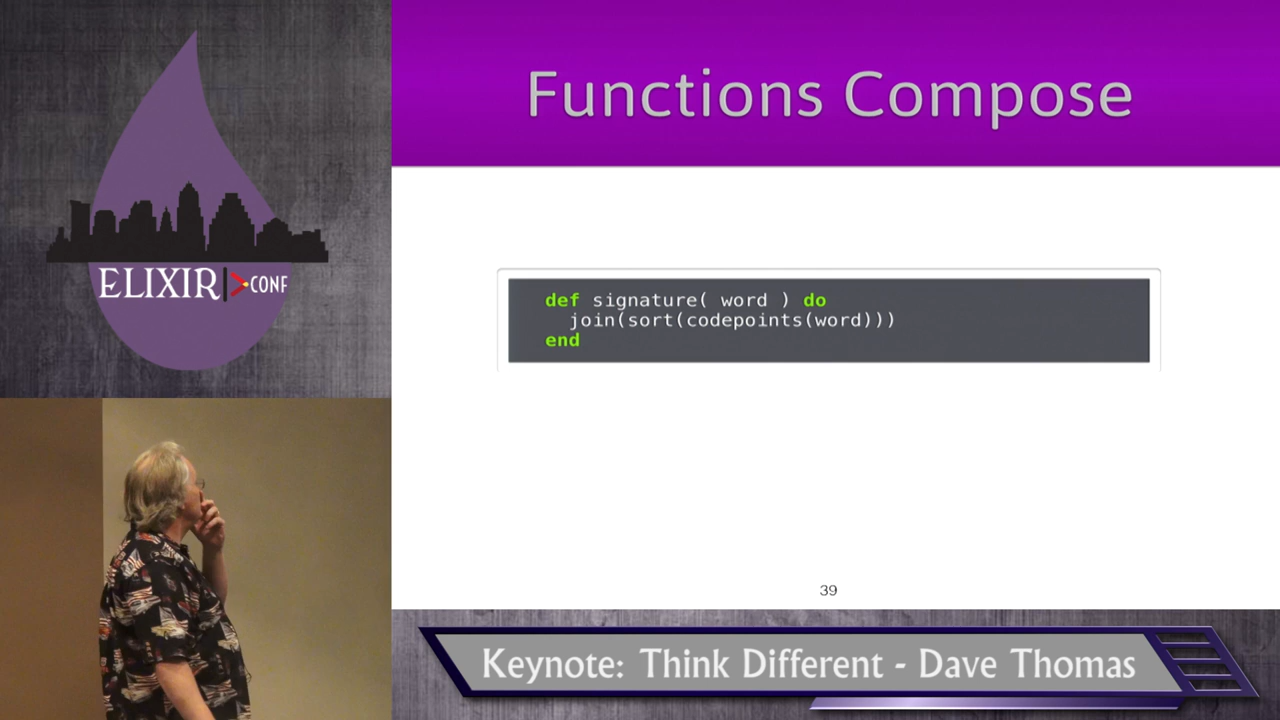 Functions Compose
ELIXIR|>CONF
def signature( word ) do
  join(sort(codepoints(word)))
end
39
Keynote: Think Different - Dave Thomas